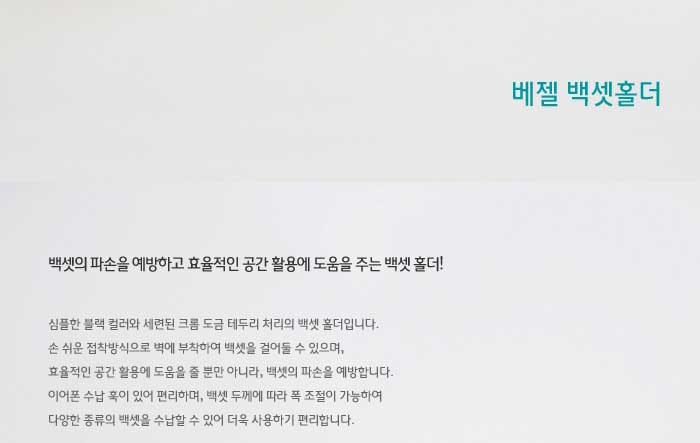 베젤 백셋홀더
백셋의 파손을 예방하고 효율적인 공간 활용에 도움을 주는 백셋 홀더!
심플한 블랙 컬러와 세련된 크롬 도금 테두리 처리의 백셋 홀더입니다.
손 쉬운 접착방식으로 벽에 부착하여 백셋을 걸어둘 수 있으며,
효율적인 공간 활용에 도움을 줄 뿐만 아니라, 백셋의 파손을 예방합니다.
이어폰 수납 훅이 있어 편리하며, 백셋 두께에 따라 폭 조절이 가능하여
다양한 종류의 백셋을 수납할 수 있어 더욱 사용하기 편리합니다.